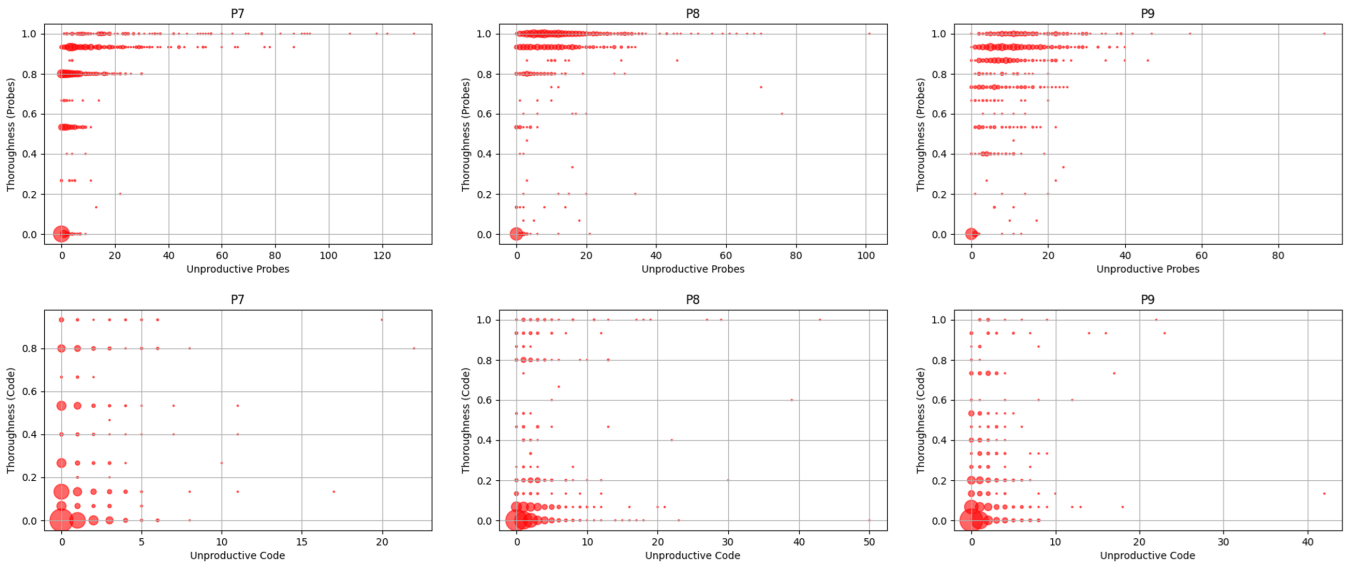 P7
Thoroughness (Probes)
1.0
0.8
0.6
0.4
0.2
0.0
0 20 40 60 80 100 120
Unproductive Probes
P8
Thoroughness (Probes)
1.0
0.8
0.6
0.4
0.2
0.0
0 20 40 60 80 100
Unproductive Probes
P9
Thoroughness (Probes)
1.0
0.8
0.6
0.4
0.2
0.0
0 20 40 60 80
Unproductive Probes
P7
Thoroughness (Code)
0.8
0.6
0.4
0.2
0.0
0 5 10 15 20
Unproductive Code
P8
Thoroughness (Code)
1.0
0.8
0.6
0.4
0.2
0.0
0 10 20 30 40 50
Unproductive Code
P9
Thoroughness (Code)
1.0
0.8
0.6
0.4
0.2
0.0
0 10 20 30 40
Unproductive Code